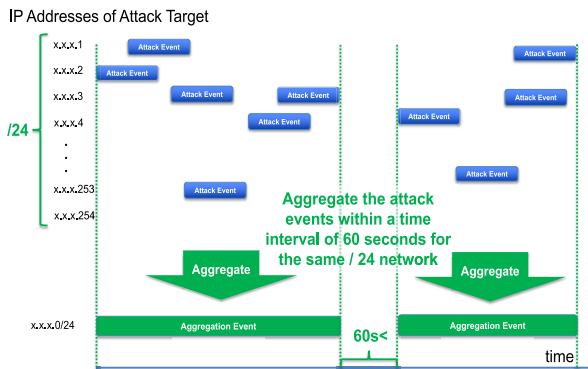 IP Addresses of Attack Target
x.x.x.1
Attack Event
Attack Event
x.x.x.2
Attack Event
x.x.x.3
Attack Event
Attack Event
Attack Event
x.x.x.4
Attack Event
Attack Event
/24
.
.
.
Attack Event
x.x.x.253
Attack Event
x.x.x.254
Aggregate the attack
events within a time
interval of 60 seconds for
the same / 24 network
Aggregate
Aggregate
x.x.x.0/24
Aggregation Event
Aggregation Event
60s<
time